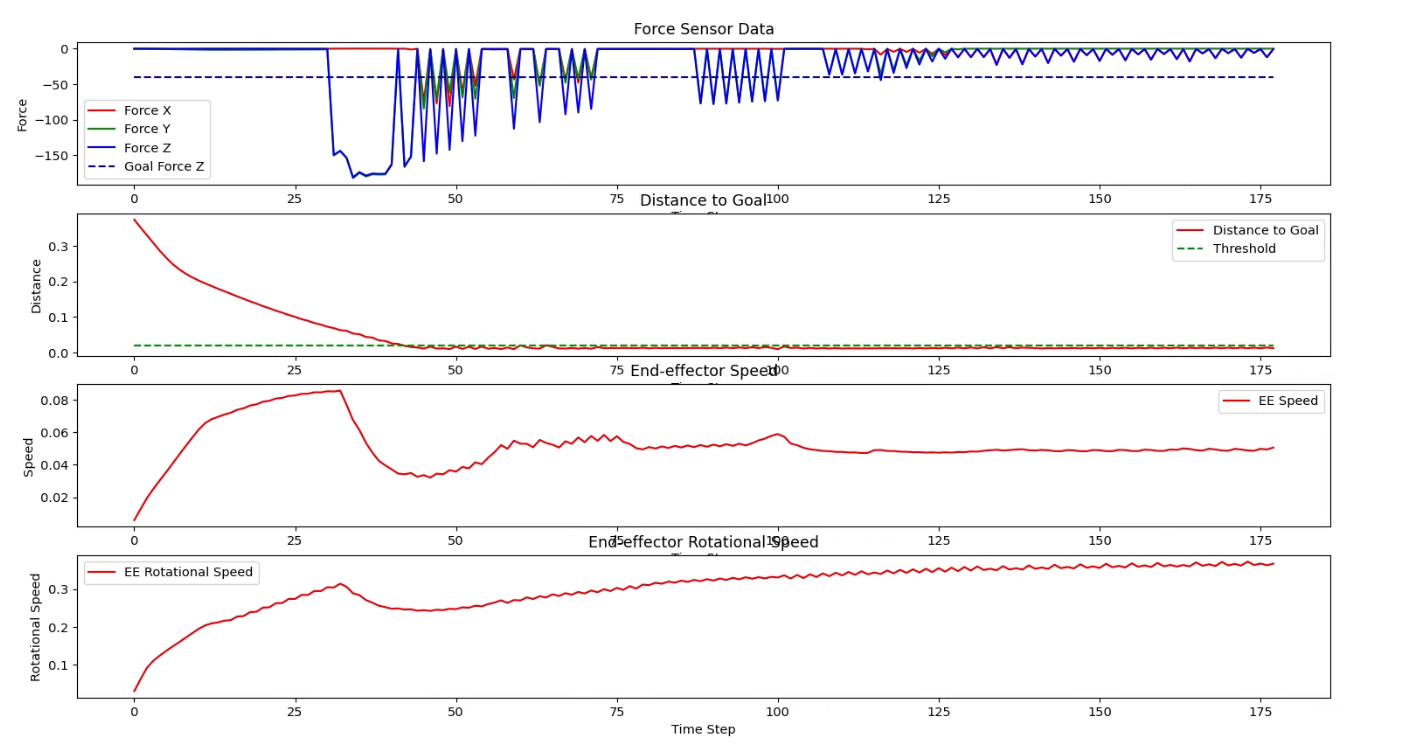 Force Sensor Data
Force
0
−50
−100
−150
Force X
Force Y
Force Z
Goal Force Z
0 25 50 75 100 125 150 175
Distance to Goal
Distance
0.3
0.2
0.1
0.0
Distance to Goal
Threshold
0 25 50 75 100 125 150 175
End-effector Speed
Speed
0.08
0.06
0.04
0.02
EE Speed
0 25 50 75 100 125 150 175
End-effector Rotational Speed
Rotational Speed
0.3
0.2
0.1
EE Rotational Speed
0 25 50 75 100 125 150 175
Time Step